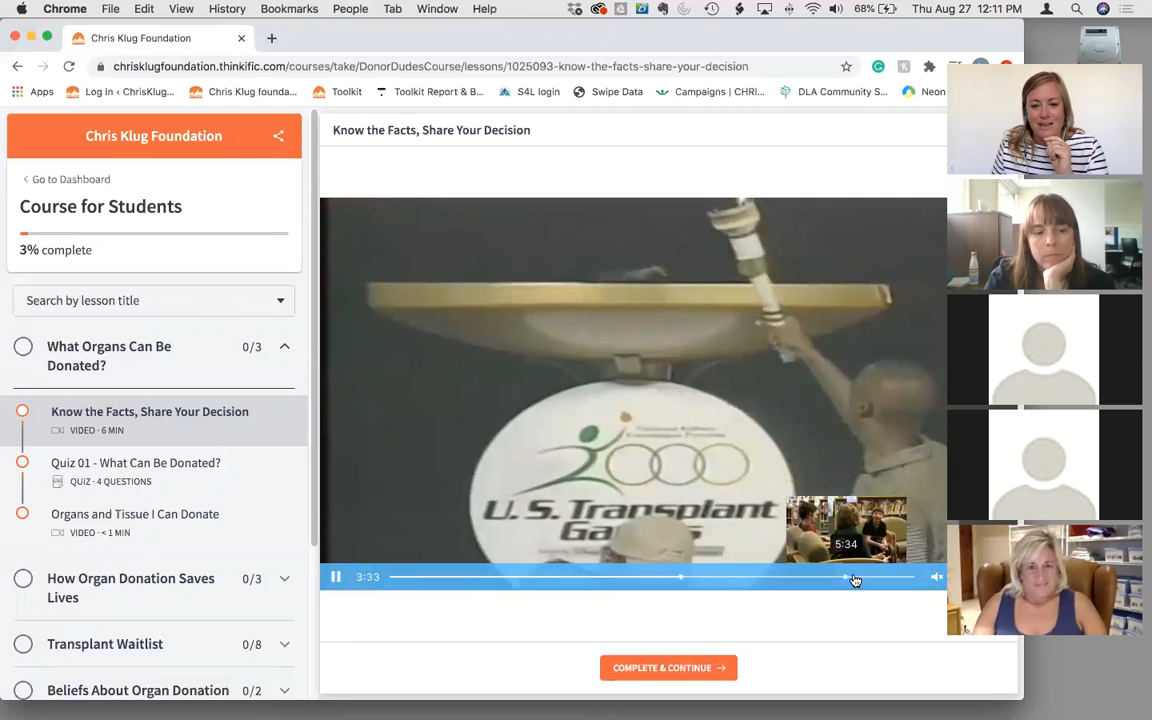 Chrome File Edit View History Bookmarks People Tab Window Help 68% Thu Aug 27 12:11 PM
Chris Klug Foundation
chrisklugfoundation.thinkific.com/courses/take/DonorDudesCourse/lessons/1025093-know-the-facts-share-your-decision
Apps Log In ‹ ChrisKlug... Chris Klug founda... Toolkit Toolkit Report & B... S4L login Swipe Data Campaigns | CHRI... DLA Community S... Neon
Chris Klug Foundation
Know the Facts, Share Your Decision
Go to Dashboard
Course for Students
3% complete
Search by lesson title
What Organs Can Be
Donated?
0/3
Know the Facts, Share Your Decision
VIDEO · 6 MIN
Quiz 01 - What Can Be Donated?
QUIZ · 4 QUESTIONS
Organs and Tissue I Can Donate
VIDEO · < 1 MIN
How Organ Donation Saves
Lives
0/3
Transplant Waitlist 0/8
Beliefs About Organ Donation 0/2
U.S. Transplant
Games
5:34
3:33
COMPLETE & CONTINUE →